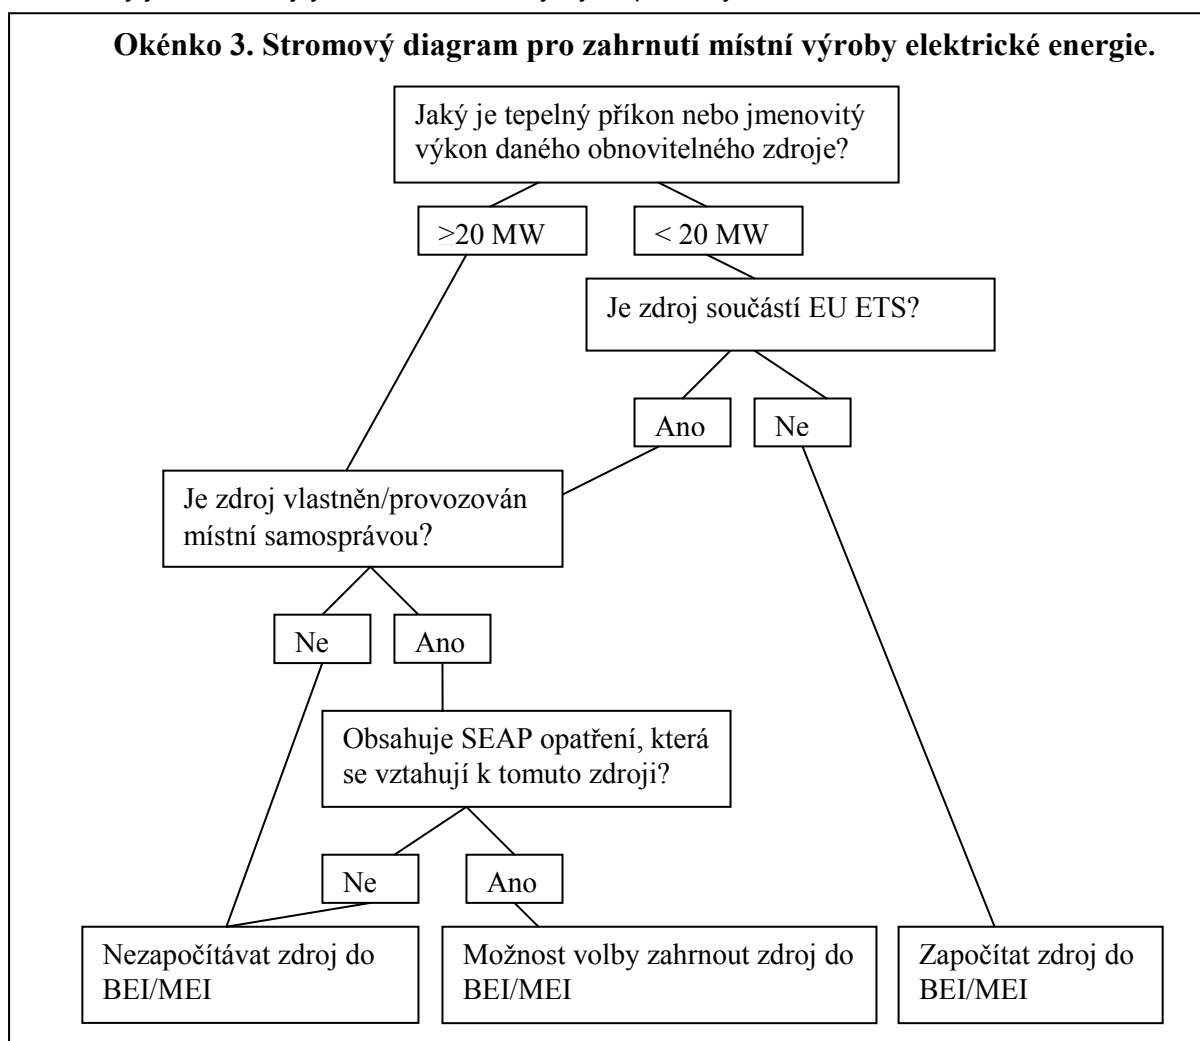 Okénko 3. Stromový diagram pro zahrnutí místní výroby elektrické energie.
Jaký je tepelný příkon nebo jmenovitý
výkon daného obnovitelného zdroje?
>20 MW
< 20 MW
Je zdroj součástí EU ETS?
Ano
Ne
Je zdroj vlastněn/provozován
místní samosprávou?
Ne
Ano
Obsahuje SEAP opatření, která
se vztahují k tomuto zdroji?
Ne
Ano
Nezapočítávat zdroj do
BEI/MEI
Možnost volby zahrnout zdroj do
BEI/MEI
Započítat zdroj do
BEI/MEI